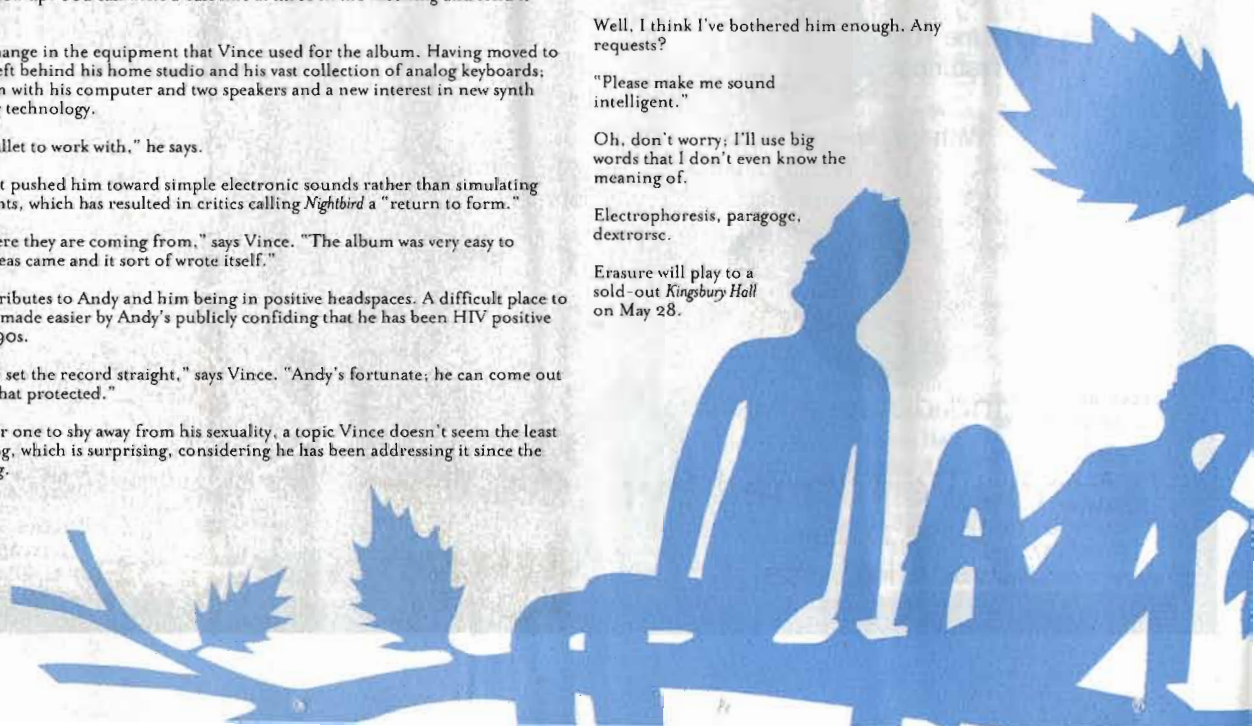 ange in the equipment that Vince used for the album. Having moved to
eft behind his home studio and his vast collection of analog keyboards;
n with his computer and two speakers and a new interest in new synth
technology.
llet to work with," he says.
t pushed him toward simple electronic sounds rather than simulating
nts, which has resulted in critics calling Nightbird a "return to form."
ere they are coming from," says Vince. "The album was very easy to
eas came and it sort of wrote itself."
ributes to Andy and him being in positive headspaces. A difficult place to
made easier by Andy's publicly confiding that he has been HIV positive
90s.
set the record straight," says Vince. "Andy's fortunate; he can come out
hat protected."
r one to shy away from his sexuality, a topic Vince doesn't seem the least
g, which is surprising, considering he has been addressing it since the
g.
Well, I think I've bothered him enough. Any
requests?
"Please make me sound
intelligent."
Oh, don't worry; I'll use big
words that I don't even know the
meaning of.
Electrophoresis, paragoge,
dextrorse.
Erasure will play to a
sold-out Kingsbury Hall
on May 28.